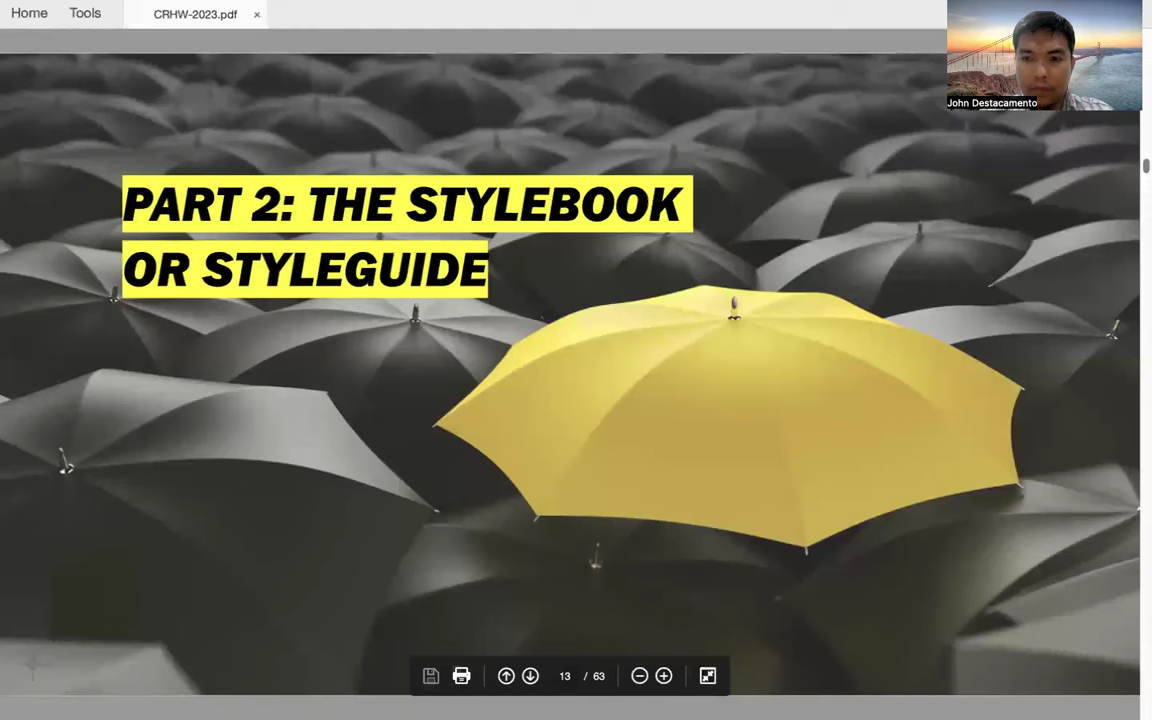 Home Tools CRHW-2023.pdf ×
John Destacamento
PART 2: THE STYLEBOOK
OR STYLEGUIDE
13 / 63